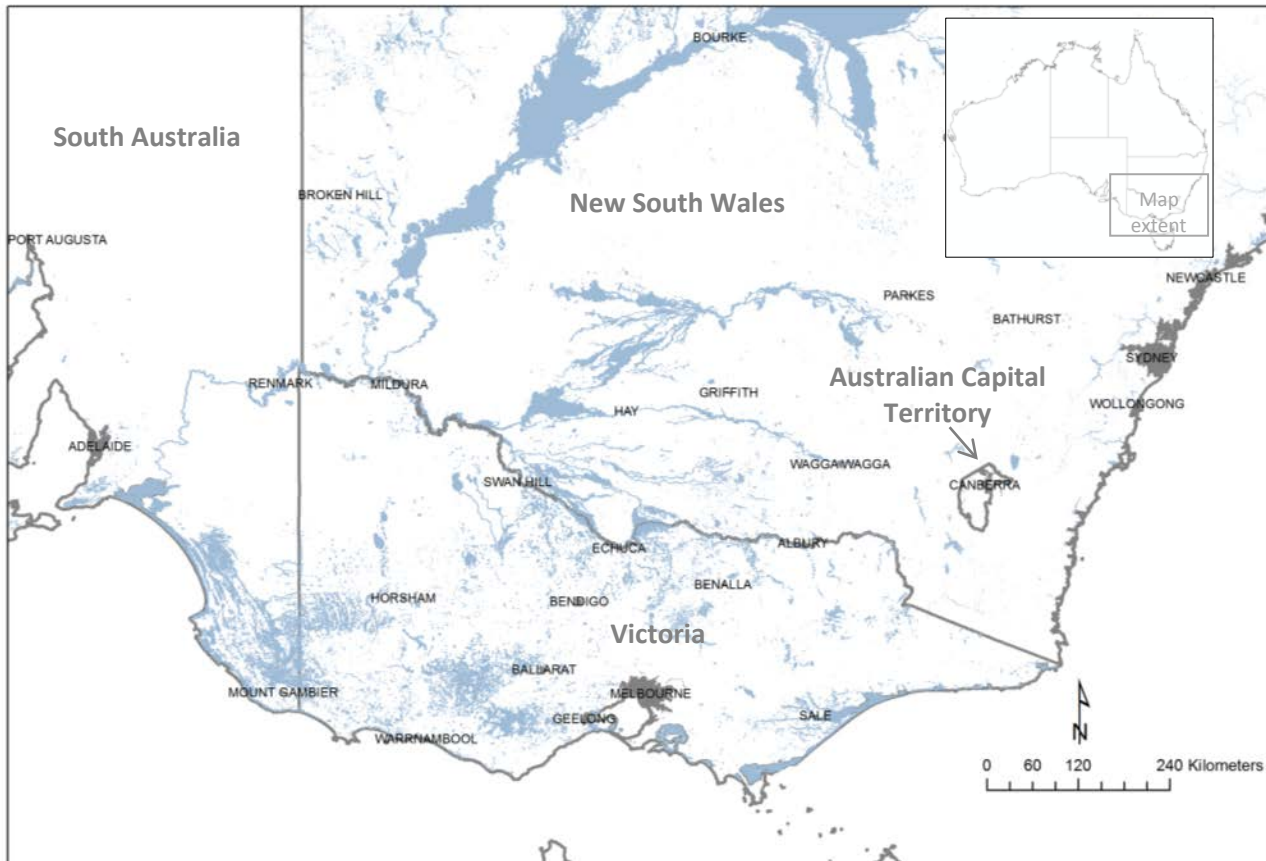 BOURKE
South Australia
BROKEN HILL
New South Wales
Map
extent
PORT AUGUSTA
NEWCASTLE
PARKES
BATHURST
SYDNEY
RENMARK
MILDURA
Australian Capital
Territory
GRIFFITH
HAY
WOLLONGONG
ADELAIDE
WAGGA WAGGA
SWAN HILL
CANBERRA
ECHUCA
ALBURY
BENALLA
HORSHAM
BENDIGO
Victoria
BALLARAT
MOUNT GAMBIER
MELBOURNE
GEELONG
SALE
WARRNAMBOOL
N
0 60 120 240 Kilometers